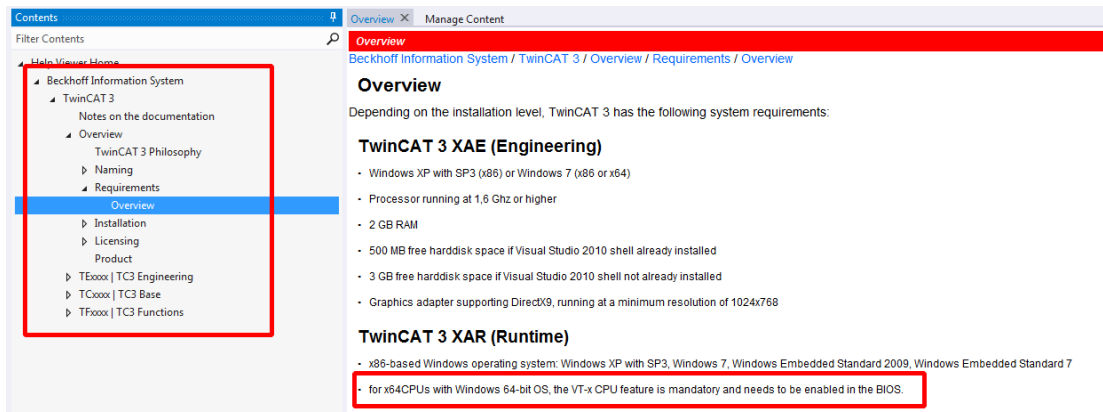 Contents
Filter Contents
Help Viewer Home
Beckhoff Information System
TwinCAT 3
Notes on the documentation
Overview
TwinCAT 3 Philosophy
Naming
Requirements
Overview
Installation
Licensing
Product
TExxxx | TC3 Engineering
TCxxxx | TC3 Base
TFxxxx | TC3 Functions
Overview Manage Content
Overview
Beckhoff Information System / TwinCAT 3 / Overview / Requirements / Overview
Overview
Depending on the installation level, TwinCAT 3 has the following system requirements:
TwinCAT 3 XAE (Engineering)
• Windows XP with SP3 (x86) or Windows 7 (x86 or x64)
• Processor running at 1,6 Ghz or higher
• 2 GB RAM
• 500 MB free harddisk space if Visual Studio 2010 shell already installed
• 3 GB free harddisk space if Visual Studio 2010 shell not already installed
• Graphics adapter supporting DirectX9, running at a minimum resolution of 1024x768
TwinCAT 3 XAR (Runtime)
• x86-based Windows operating system: Windows XP with SP3, Windows 7, Windows Embedded Standard 2009, Windows Embedded Standard 7
• for x64CPUs with Windows 64-bit OS, the VT-x CPU feature is mandatory and needs to be enabled in the BIOS.